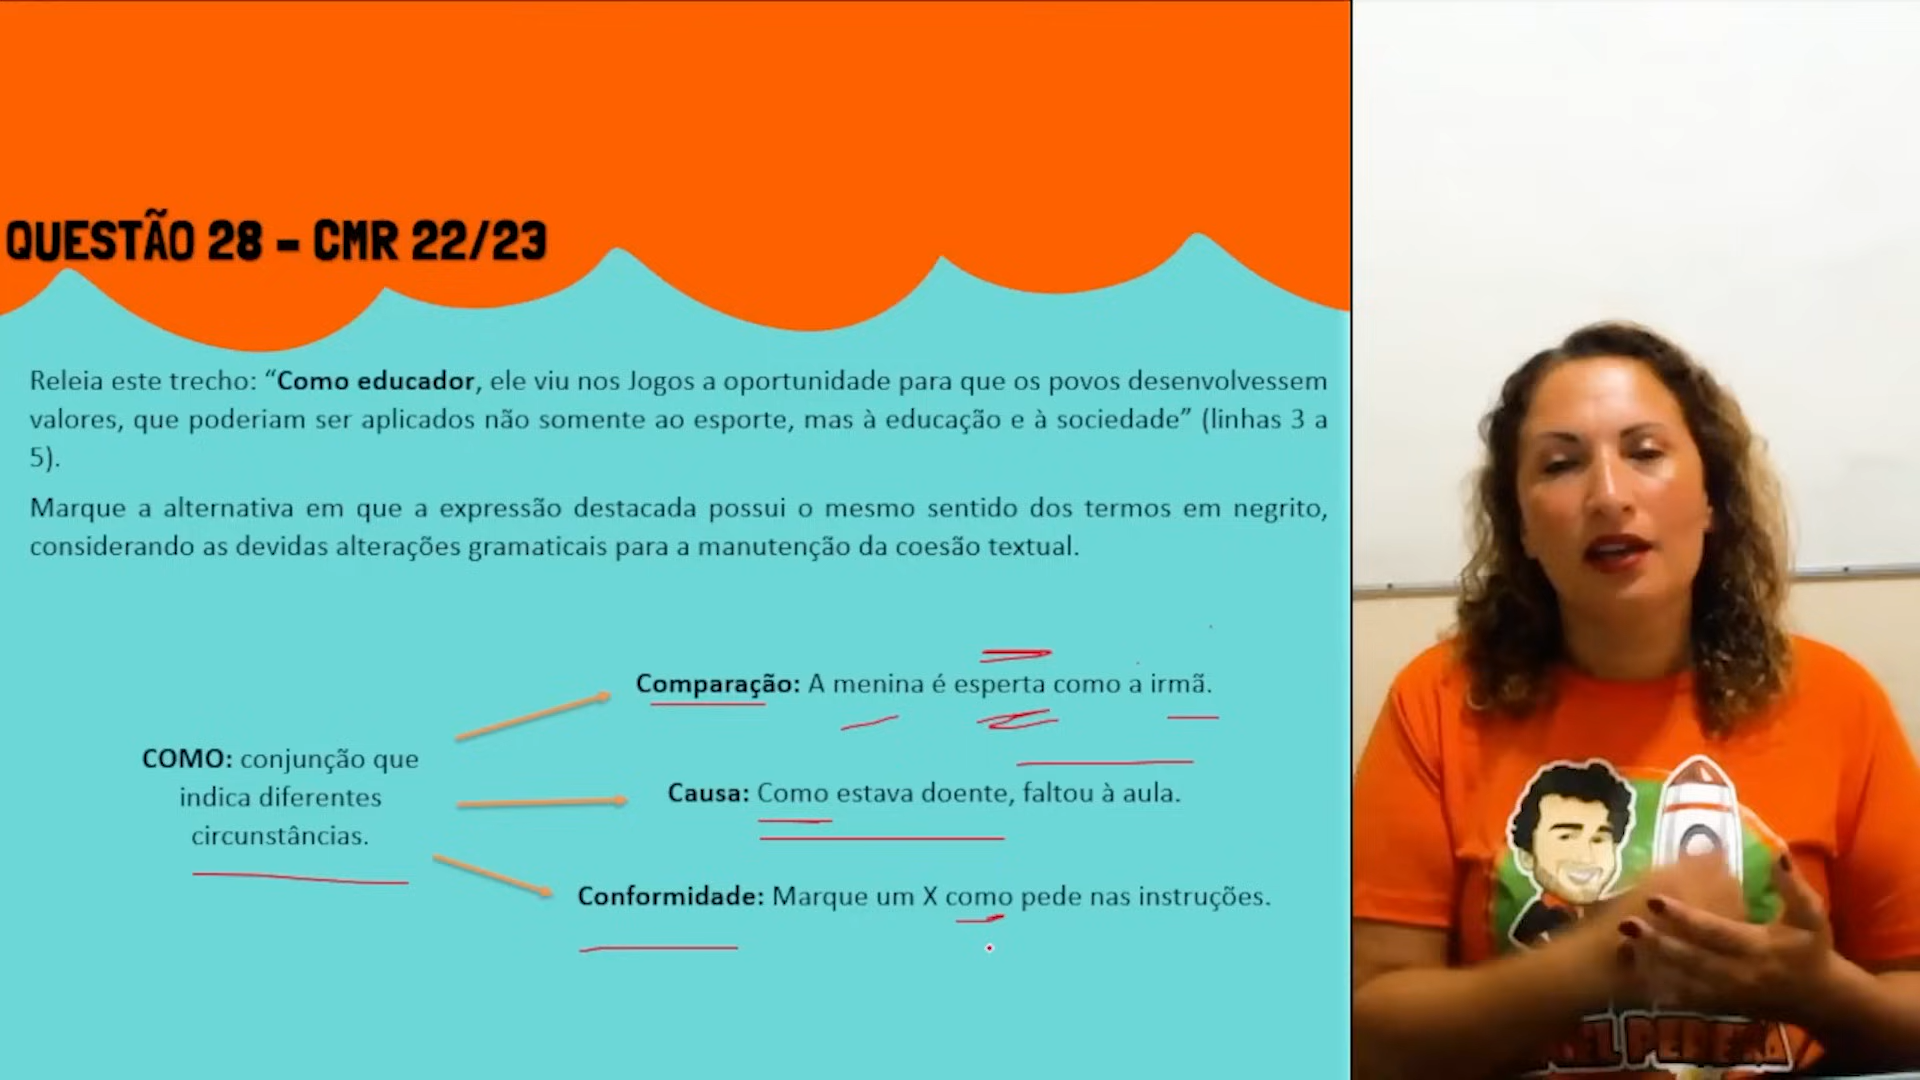 QUESTÃO 28 – CMR 22/23
Releia este trecho: “Como educador, ele viu nos Jogos a oportunidade para que os povos desenvolvessem
valores, que poderiam ser aplicados não somente ao esporte, mas à educação e à sociedade” (linhas 3 a
5).
Marque a alternativa em que a expressão destacada possui o mesmo sentido dos termos em negrito,
considerando as devidas alterações gramaticais para a manutenção da coesão textual.
Comparação: A menina é esperta como a irmã.
COMO: conjunção que
indica diferentes
circunstâncias.
Causa: Como estava doente, faltou à aula.
Conformidade: Marque um X como pede nas instruções.